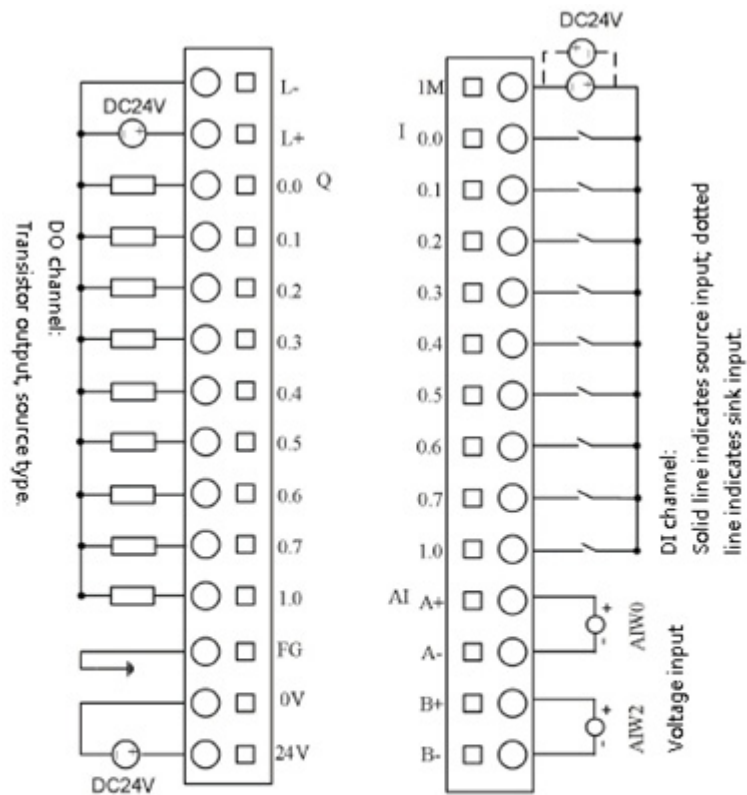 DC24V
L-
DC24V
L+
0.0 Q
0.1
0.2
0.3
0.4
0.5
0.6
0.7
1.0
FG
0V
24V
DC24V
DO channel:
Transistor output, source type.
1M
I 0.0
0.1
0.2
0.3
0.4
0.5
0.6
0.7
1.0
AI A+
A-
B+
B-
DI channel:
Solid line indicates source input; dotted
line indicates sink input.
AIW0
AIW2
Voltage input